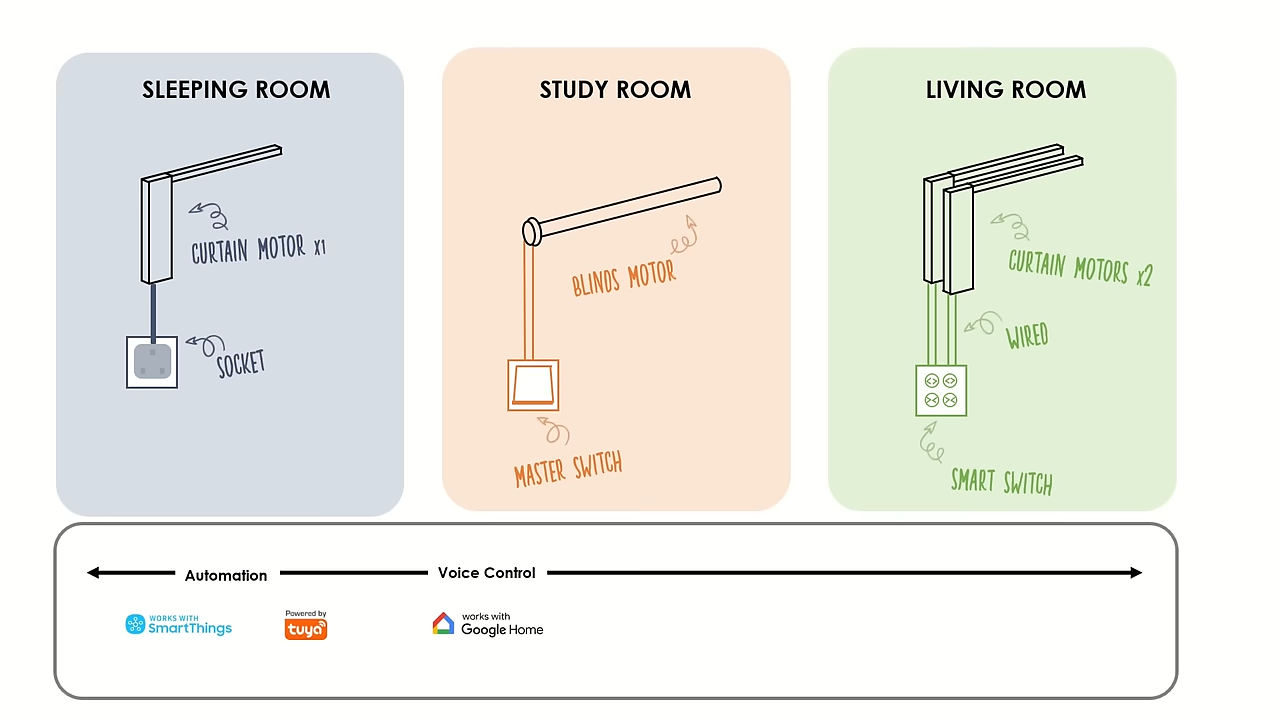 SLEEPING ROOM
CURTAIN MOTOR x1
SOCKET
STUDY ROOM
BLINDS MOTOR
MASTER SWITCH
LIVING ROOM
CURTAIN MOTORS x2
WIRED
SMART SWITCH
Automation
Voice Control
WORKS WITH
SmartThings
Powered by
tuya
works with
Google Home